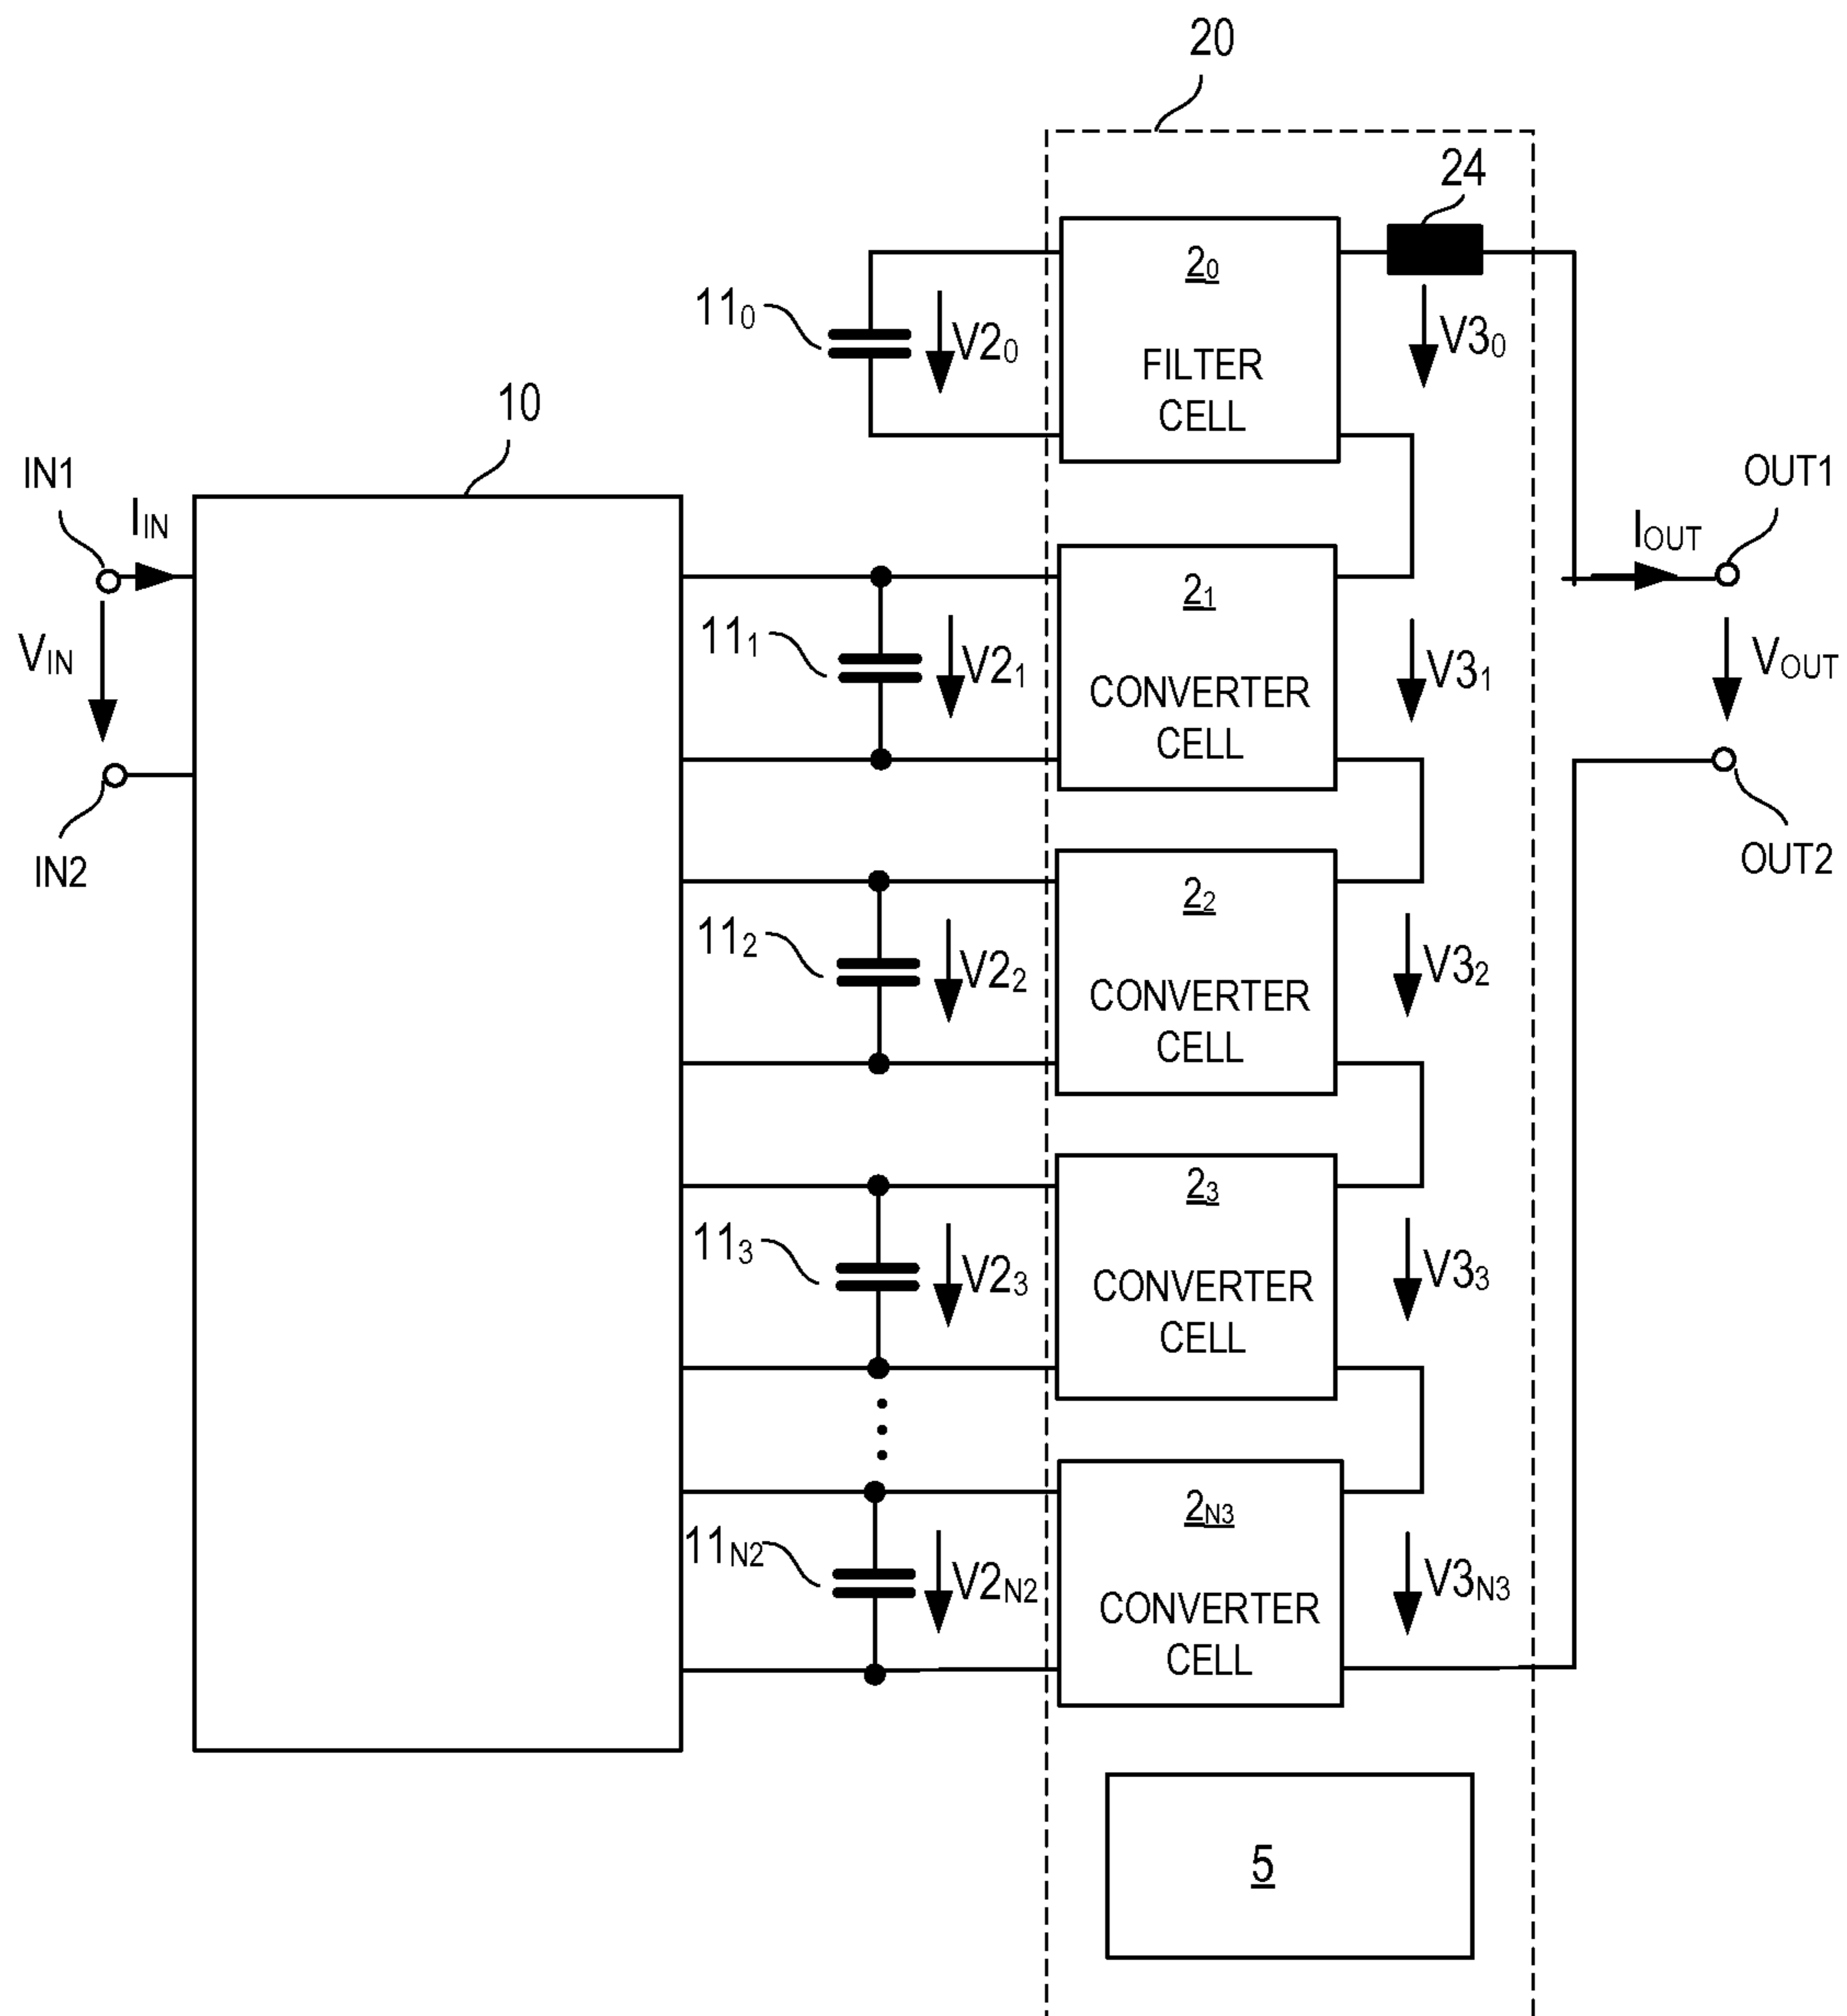 20
24
2₀
11₀
V2₀
V3₀
FILTER
CELL
10
IN1
I_IN
OUT1
I_OUT
2₁
11₁
V_IN
V2₁
V3₁
V_OUT
CONVERTER
CELL
IN2
OUT2
2₂
11₂
V2₂
V3₂
CONVERTER
CELL
2₃
11₃
V2₃
V3₃
CONVERTER
CELL
2_N3
11_N2
V2_N2
V3_N3
CONVERTER
CELL
5